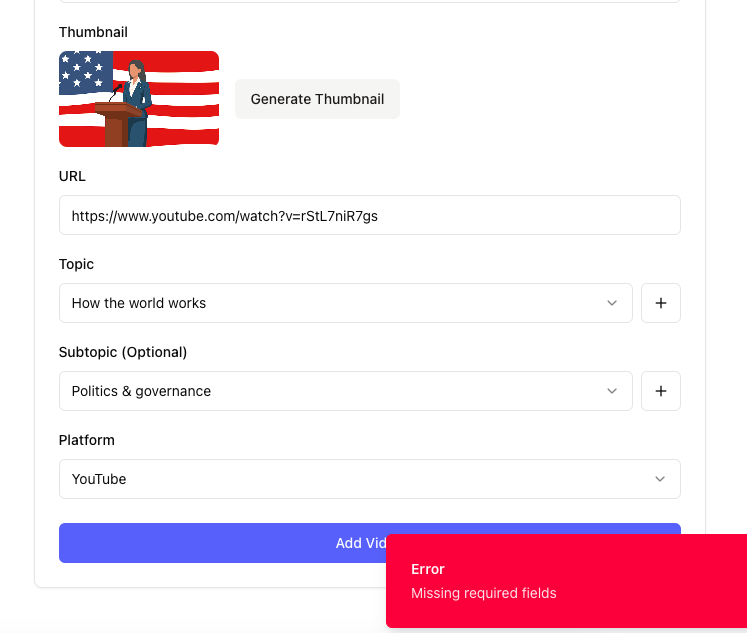 Thumbnail
Generate Thumbnail
URL
https://www.youtube.com/watch?v=rStL7niR7gs
Topic
How the world works
Subtopic (Optional)
Politics & governance
Platform
YouTube
Add Vid
Error
Missing required fields